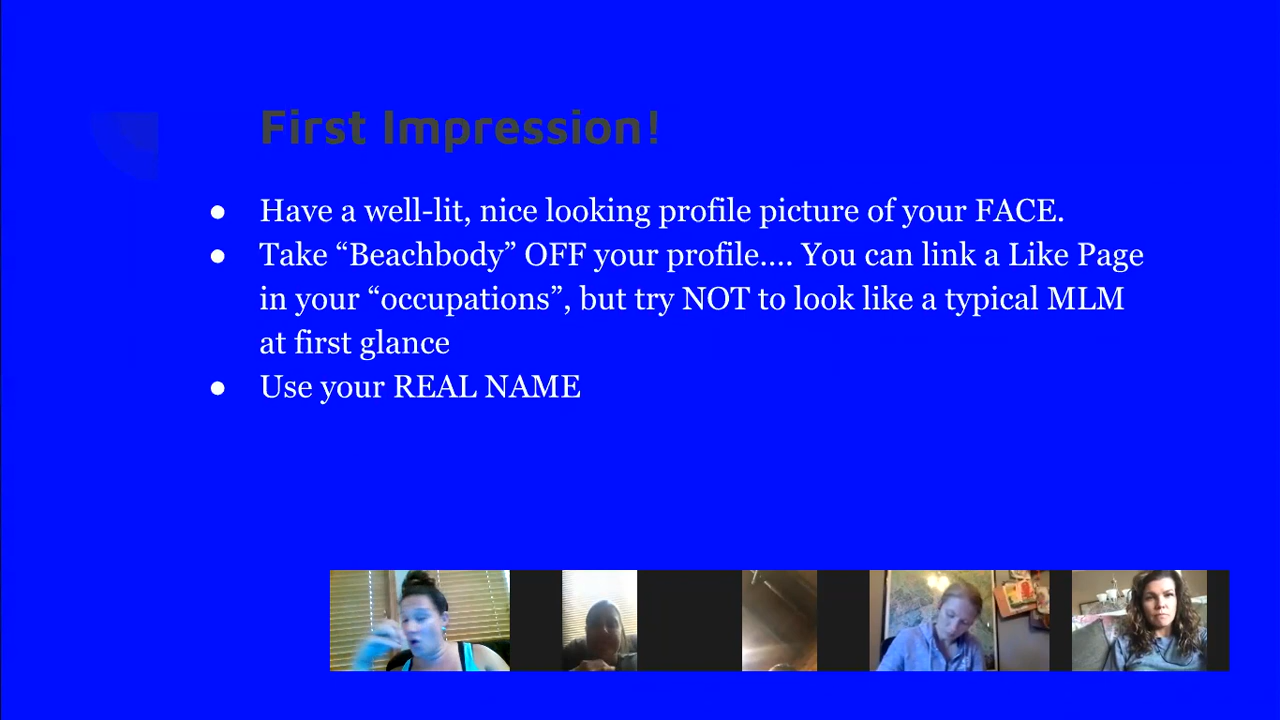 First Impression!
● Have a well-lit, nice looking profile picture of your FACE.
● Take “Beachbody” OFF your profile.... You can link a Like Page
in your “occupations”, but try NOT to look like a typical MLM
at first glance
● Use your REAL NAME